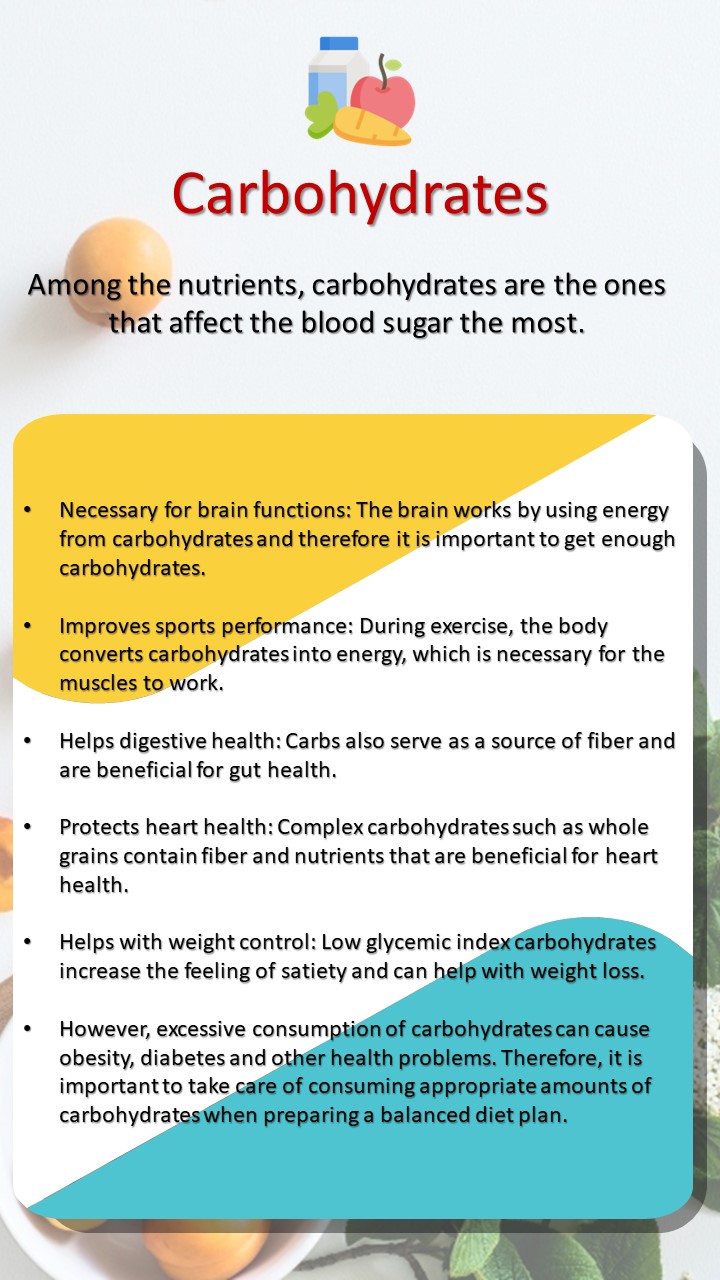 Carbohydrates
Among the nutrients, carbohydrates are the ones
that affect the blood sugar the most.
• Necessary for brain functions: The brain works by using energy
from carbohydrates and therefore it is important to get enough
carbohydrates.
• Improves sports performance: During exercise, the body
converts carbohydrates into energy, which is necessary for the
muscles to work.
• Helps digestive health: Carbs also serve as a source of fiber and
are beneficial for gut health.
• Protects heart health: Complex carbohydrates such as whole
grains contain fiber and nutrients that are beneficial for heart
health.
• Helps with weight control: Low glycemic index carbohydrates
increase the feeling of satiety and can help with weight loss.
• However, excessive consumption of carbohydrates can cause
obesity, diabetes and other health problems. Therefore, it is
important to take care of consuming appropriate amounts of
carbohydrates when preparing a balanced diet plan.